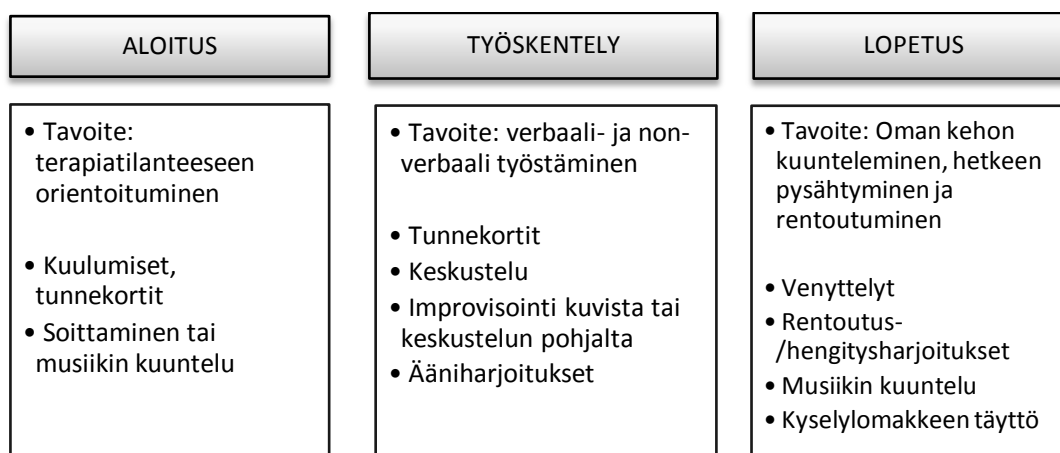 ALOITUS
• Tavoite:
terapiatilanteeseen
orientoituminen
• Kuulumiset,
tunnekortit
• Soittaminen tai
musiikin kuuntelu
TYÖSKENTELY
• Tavoite: verbaali- ja non-
verbaali työstäminen
• Tunnekortit
• Keskustelu
• Improvisointi kuvista tai
keskustelun pohjalta
• Ääniharjoitukset
LOPETUS
• Tavoite: Oman kehon
kuunteleminen, hetkeen
pysähtyminen ja
rentoutuminen
• Venyttelyt
• Rentoutus-
/hengitysharjoitukset
• Musiikin kuuntelu
• Kyselylomakkeen täyttö